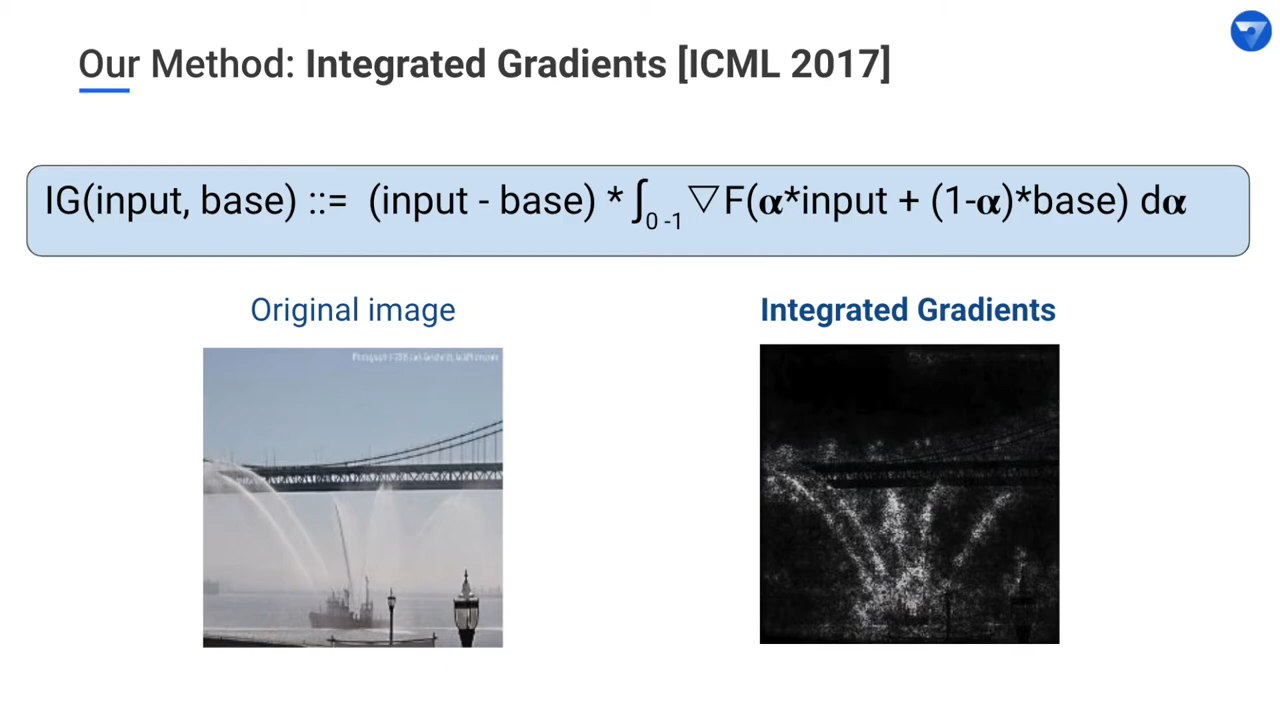 Our Method: Integrated Gradients [ICML 2017]
IG(input, base) ::= (input - base) * ∫0 -1 ▽F(𝛂*input + (1-𝛂)*base) d𝛂
Original image
Integrated Gradients